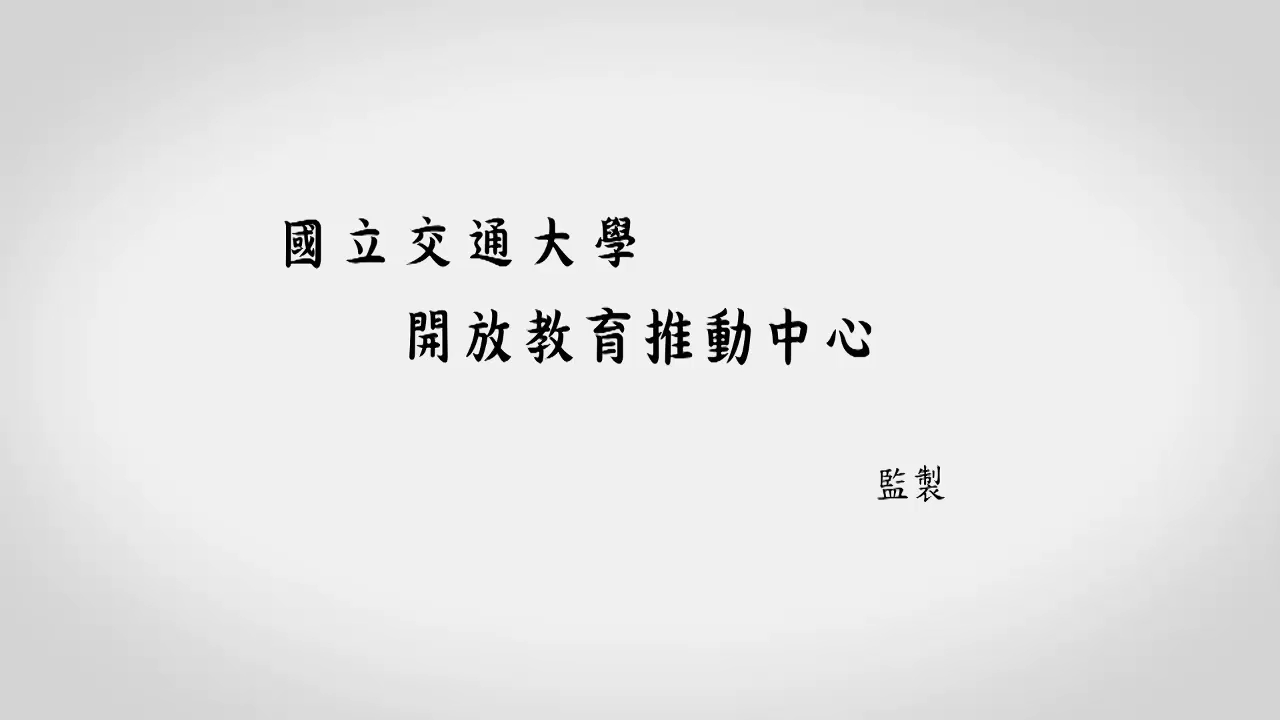 國立交通大學
開放教育推動中心
監製